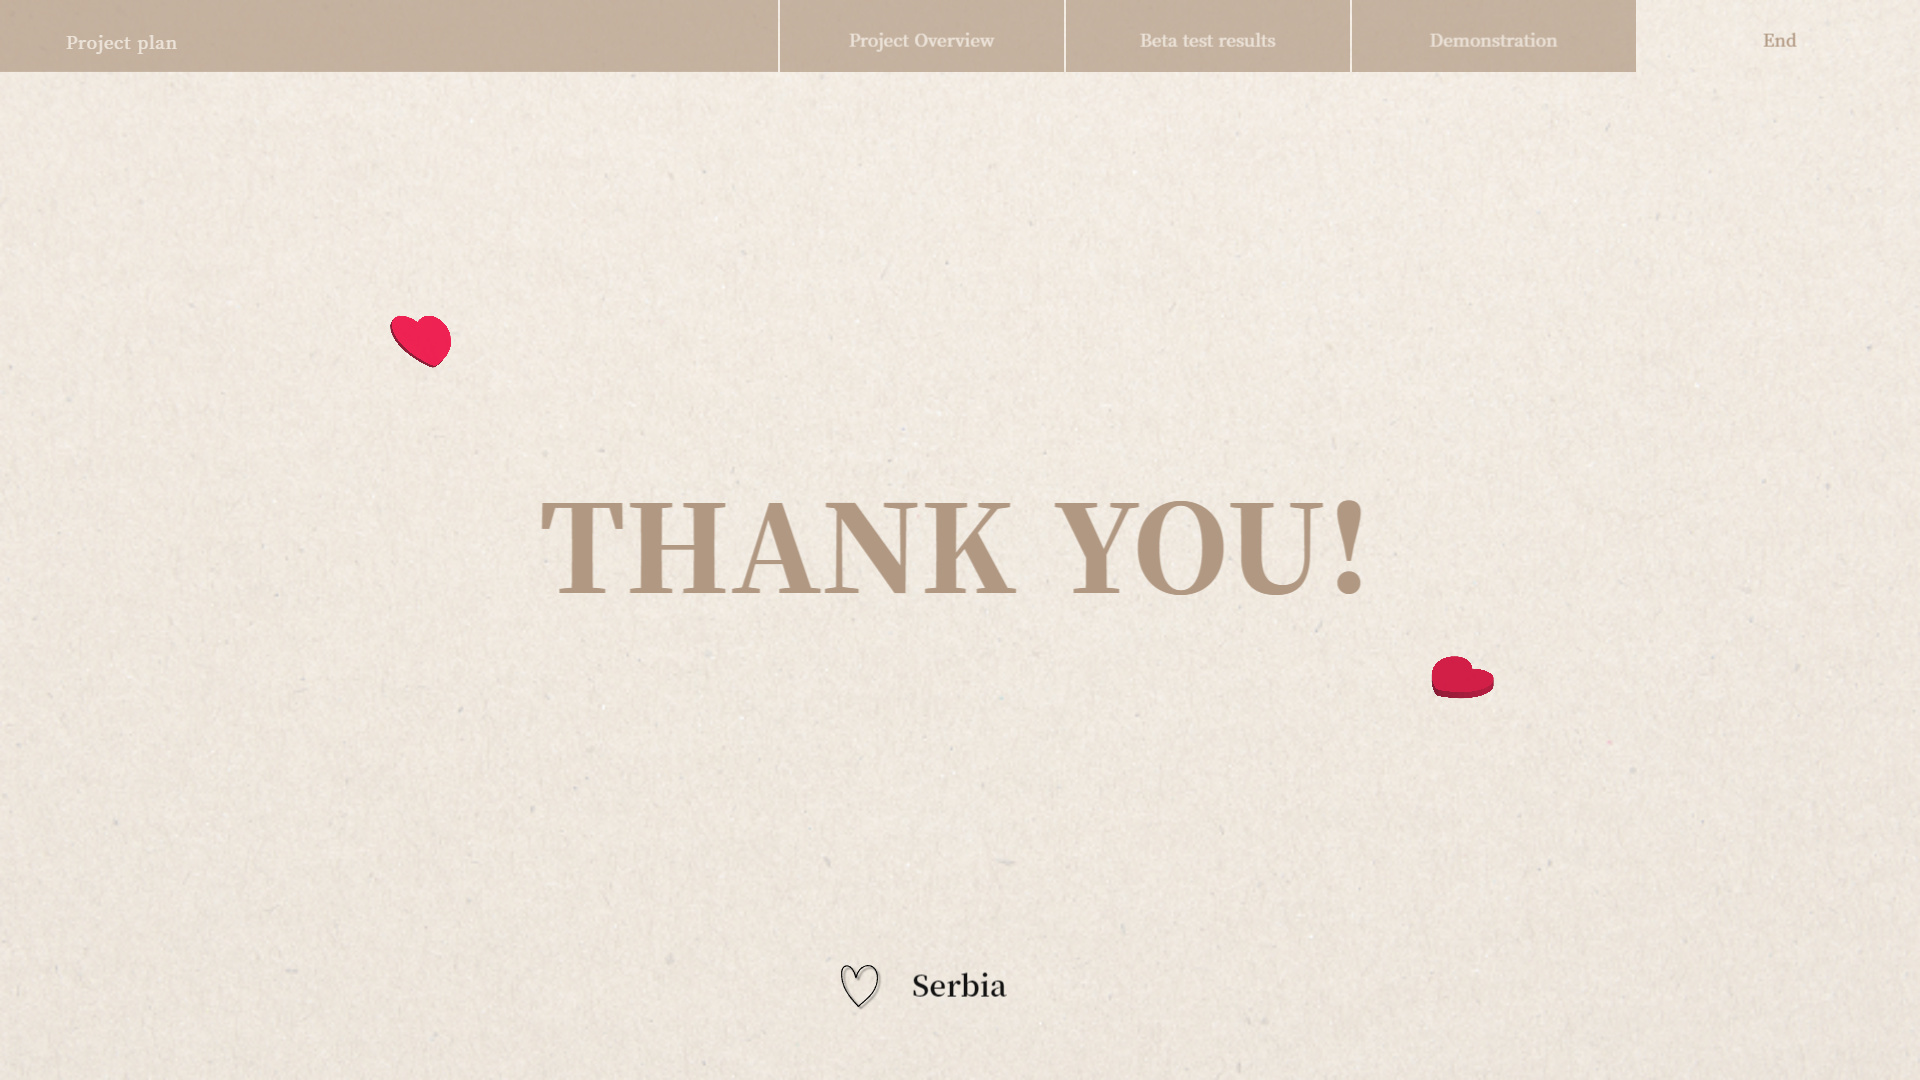 Project plan
Project Overview
Beta test results
Demonstration
End
THANK YOU!
Serbia